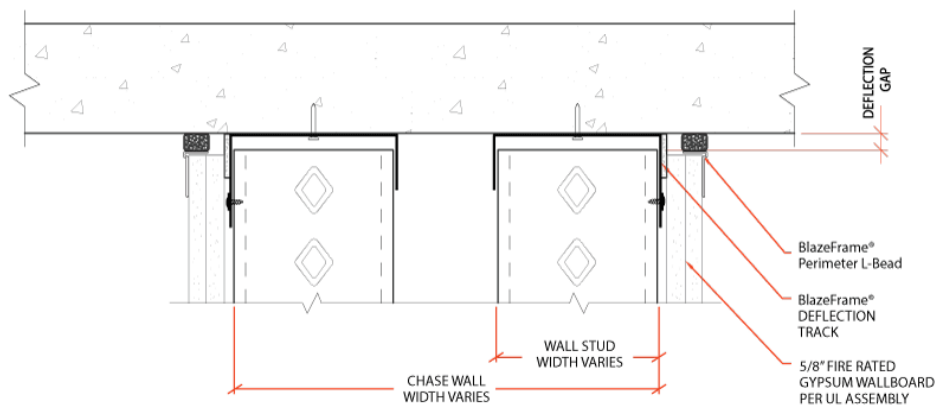 DEFLECTION
GAP
BlazeFrame®
Perimeter L-Bead
BlazeFrame®
DEFLECTION
TRACK
WALL STUD
WIDTH VARIES
5/8" FIRE RATED
GYPSUM WALLBOARD
PER UL ASSEMBLY
CHASE WALL
WIDTH VARIES